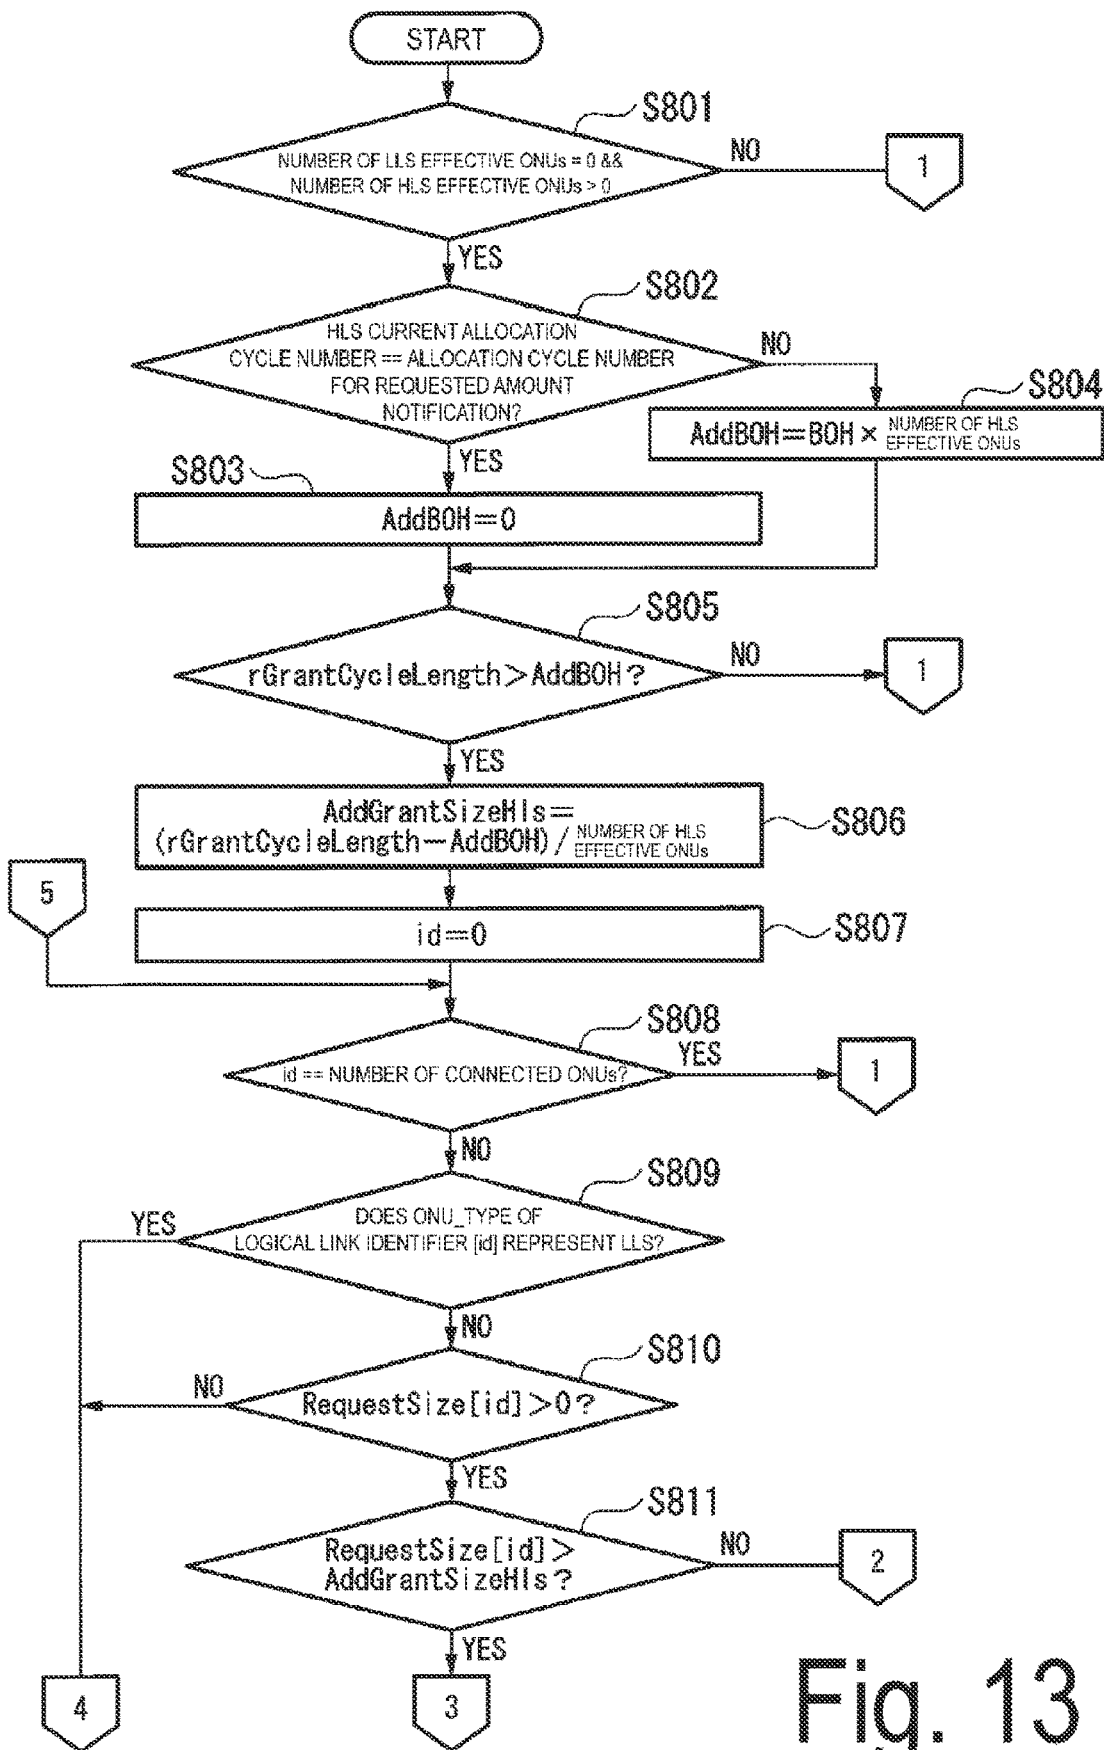 START
S801
NUMBER OF LLS EFFECTIVE ONUs = 0 &&
NUMBER OF HLS EFFECTIVE ONUs > 0
NO
1
YES
S802
HLS CURRENT ALLOCATION
CYCLE NUMBER == ALLOCATION CYCLE NUMBER
FOR REQUESTED AMOUNT
NOTIFICATION?
NO
S804
AddBOH=BOH × NUMBER OF HLS
EFFECTIVE ONUs
YES
S803
AddBOH=0
S805
rGrantCycleLength>AddBOH?
NO
1
YES
AddGrantSizeHls=
(rGrantCycleLength-AddBOH)/ NUMBER OF HLS
EFFECTIVE ONUs
S806
5
id=0
S807
S808
id == NUMBER OF CONNECTED ONUs?
YES
1
NO
S809
YES
DOES ONU_TYPE OF
LOGICAL LINK IDENTIFIER [id] REPRESENT LLS?
NO
S810
NO
RequestSize[id]>0?
YES
S811
RequestSize[id]>
AddGrantSizeHls?
NO
2
YES
4
3
Fig. 13